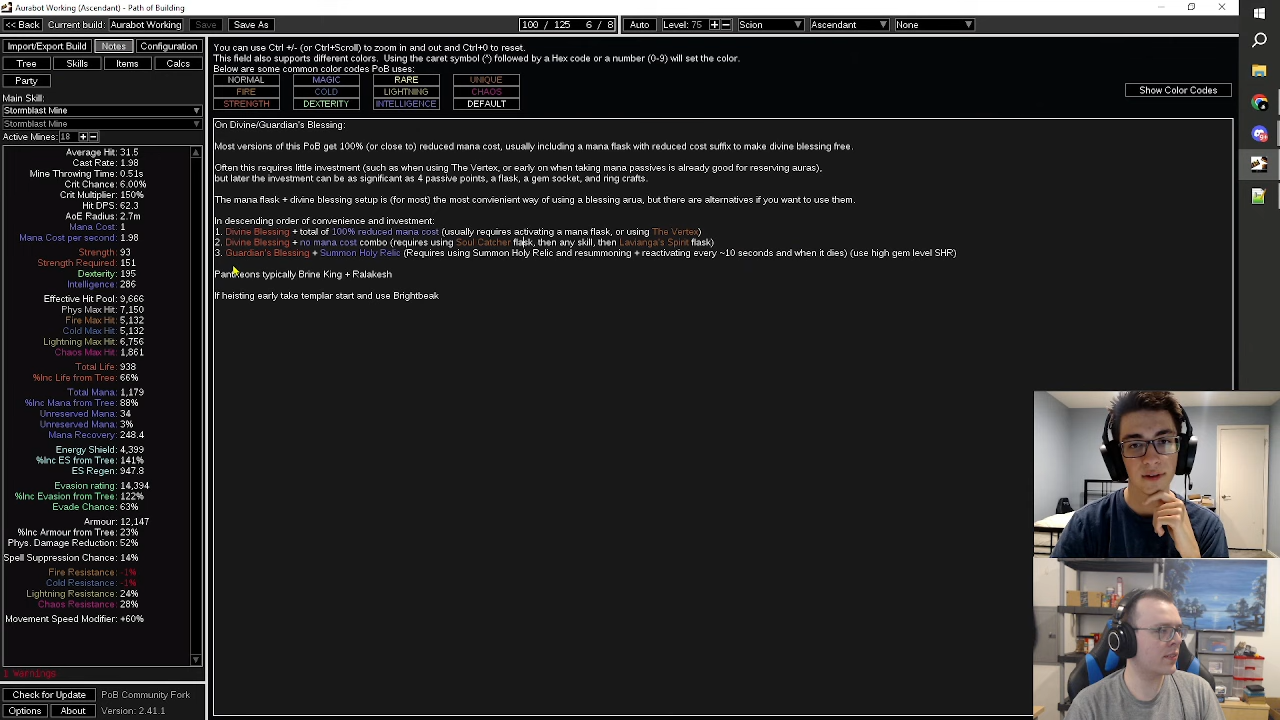 Aurabot Working (Ascendant) - Path of Building
<< Back
Aurabot Working
Save
Save As
100 / 125 6 / 8
Auto
Level: 75
Scion
Ascendant
None
Import/Export Build
Notes
Configuration
Tree
Skills
Items
Calcs
Party
Main Skill:
Stormblast Mine
Stormblast Mine
Active Mines: 18
Average Hit: 31.5
Cast Rate: 1.98
Mine Throwing Time: 0.51s
Crit Chance: 6.00%
Crit Multiplier: 150%
Hit DPS: 62.3
AoE Radius: 2.7m
Mana Cost: 1
Mana Cost per second: 1.98
Strength: 93
Strength Required: 151
Dexterity: 195
Intelligence: 286
Effective Hit Pool: 9,666
Phys Max Hit: 7,150
Fire Max Hit: 5,132
Cold Max Hit: 5,132
Lightning Max Hit: 6,756
Chaos Max Hit: 1,861
Total Life: 938
%Inc Life from Tree: 66%
Total Mana: 1,179
%Inc Mana from Tree: 88%
Unreserved Mana: 34
Unreserved Mana: 3%
Mana Recovery: 248.4
Energy Shield: 4,399
%Inc ES from Tree: 141%
ES Regen: 947.8
Evasion rating: 14,394
%Inc Evasion from Tree: 122%
Evade Chance: 63%
Armour: 12,147
%Inc Armour from Tree: 23%
Phys. Damage Reduction: 52%
Spell Suppression Chance: 14%
Fire Resistance: -1%
Cold Resistance: -1%
Lightning Resistance: 24%
Chaos Resistance: 28%
Movement Speed Modifier: +60%
1 Warnings
Check for Update
PoB Community Fork
Options
About
Version: 2.41.1
You can use Ctrl +/- (or Ctrl+Scroll) to zoom in and out and Ctrl+0 to reset.
This field also supports different colors. Using the caret symbol (^) followed by a Hex code or a number (0-9) will set the color.
Below are some common color codes PoB uses:
NORMAL MAGIC RARE UNIQUE
FIRE COLD LIGHTNING CHAOS
STRENGTH DEXTERITY INTELLIGENCE DEFAULT
Show Color Codes
On Divine/Guardian's Blessing:
Most versions of this PoB get 100% (or close to) reduced mana cost, usually including a mana flask with reduced cost suffix to make divine blessing free.
Often this requires little investment (such as when using The Vertex, or early on when taking mana passives is already good for reserving auras),
but later the investment can be as significant as 4 passive points, a flask, a gem socket, and ring crafts.
The mana flask + divine blessing setup is (for most) the most convienient way of using a blessing arua, but there are alternatives if you want to use them.
In descending order of convenience and investment:
1. Divine Blessing + total of 100% reduced mana cost (usually requires activating a mana flask, or using The Vertex)
2. Divine Blessing + no mana cost combo (requires using Soul Catcher flask, then any skill, then Lavianga's Spirit flask)
3. Guardian's Blessing + Summon Holy Relic (Requires using Summon Holy Relic and resummoning + reactivating every ~10 seconds and when it dies) (use high gem level SHR)
Pantheons typically Brine King + Ralakesh
If heisting early take templar start and use Brightbeak